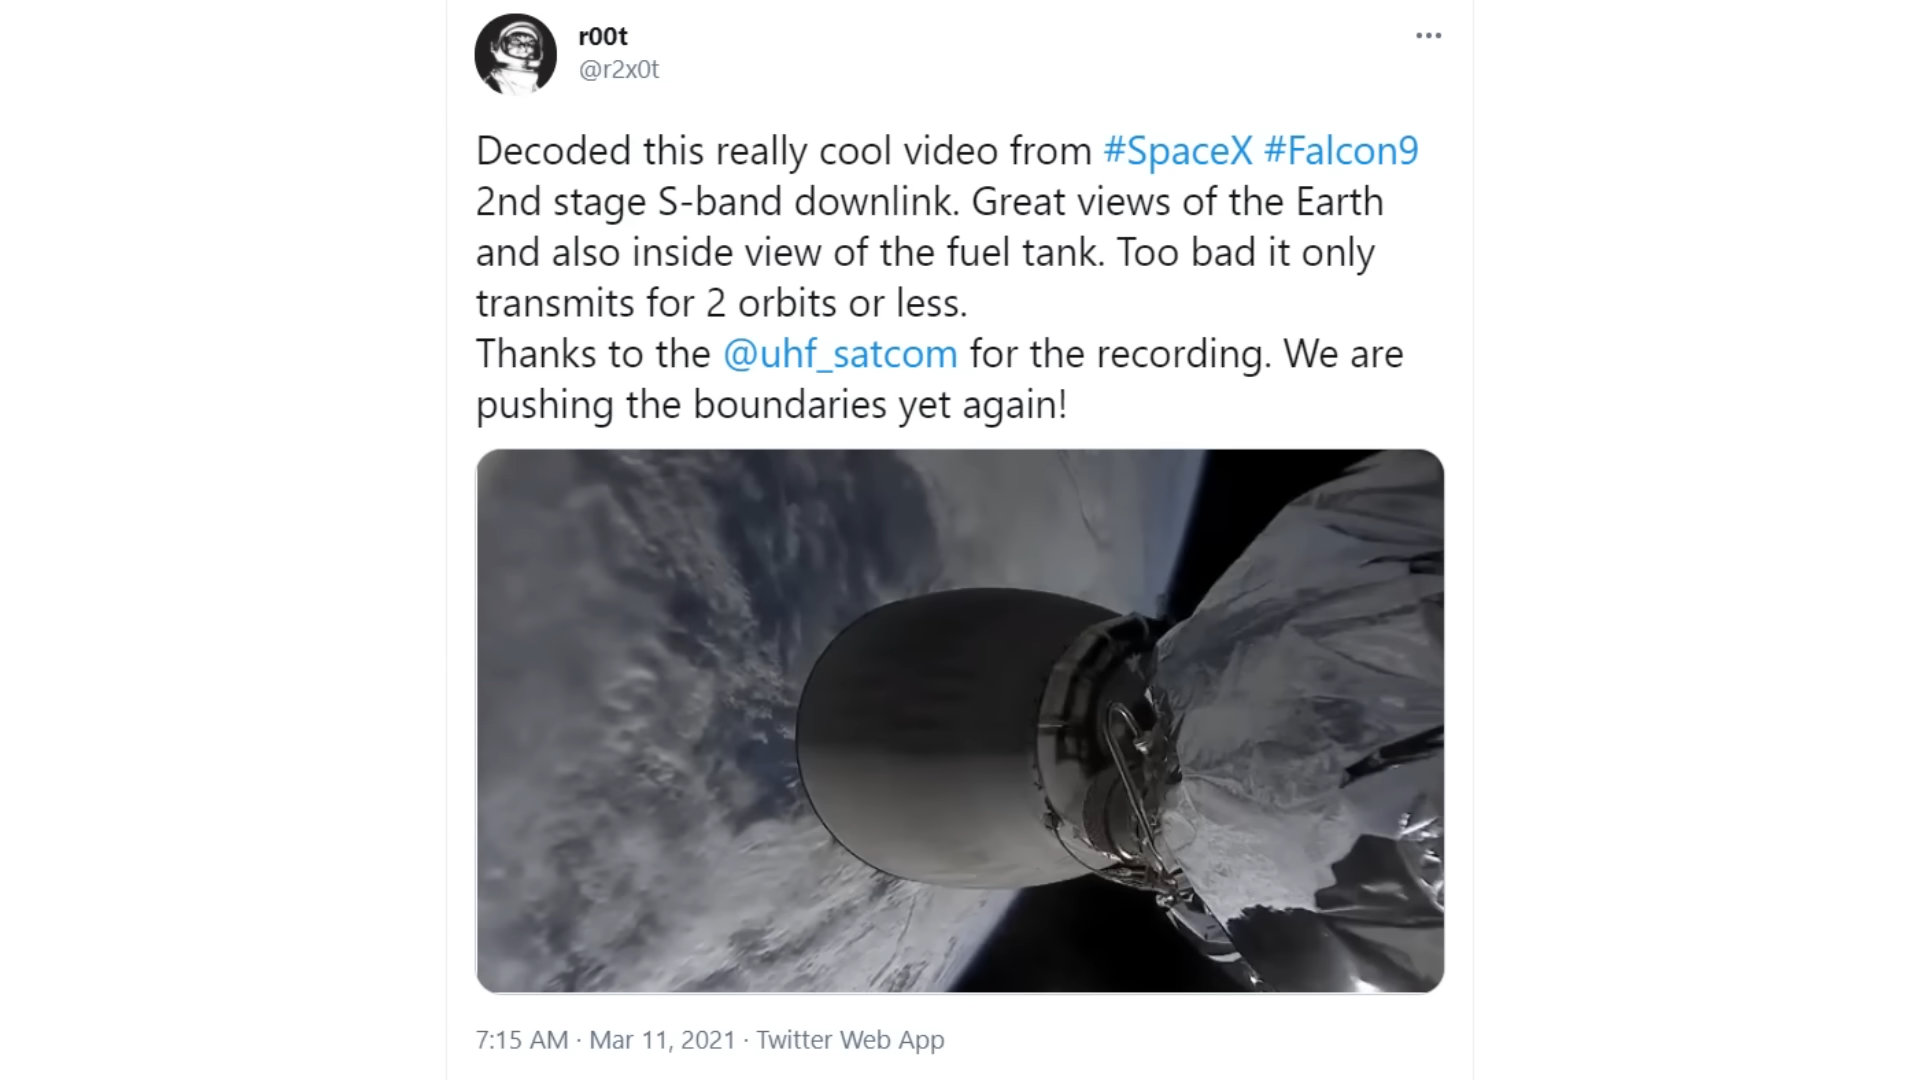 r00t
@r2x0t
Decoded this really cool video from #SpaceX #Falcon9
2nd stage S-band downlink. Great views of the Earth
and also inside view of the fuel tank. Too bad it only
transmits for 2 orbits or less.
Thanks to the @uhf_satcom for the recording. We are
pushing the boundaries yet again!
7:15 AM · Mar 11, 2021 · Twitter Web App